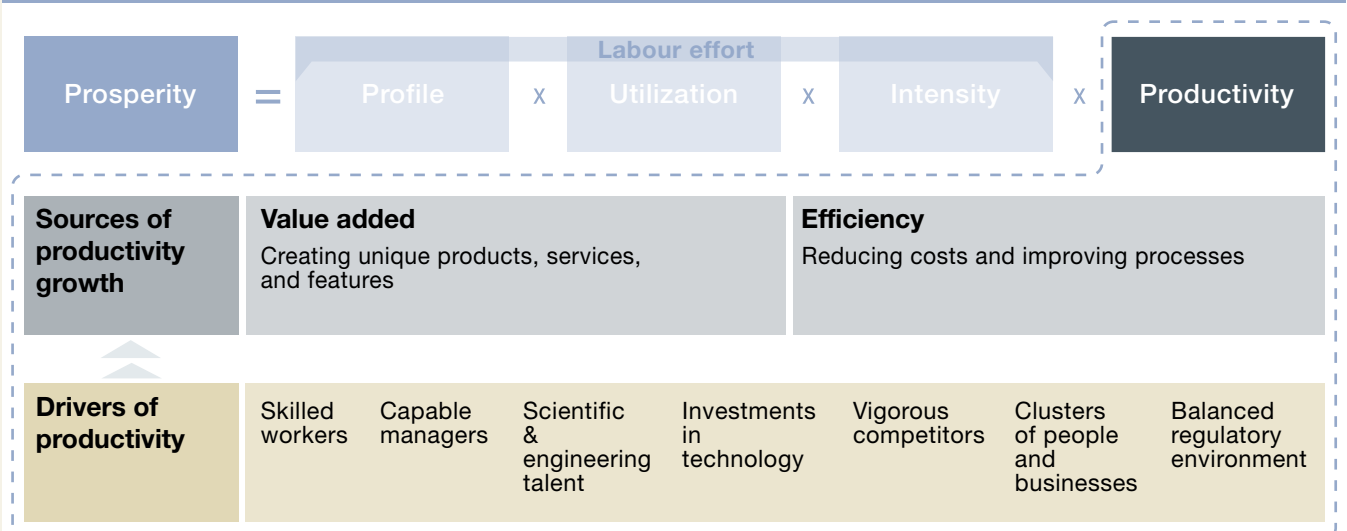 Labour effort
Prosperity = Profile x Utilization x Intensity x Productivity
Sources of
productivity
growth
Value added
Creating unique products, services,
and features
Efficiency
Reducing costs and improving processes
Drivers of
productivity
Skilled
workers
Capable
managers
Scientific
&
engineering
talent
Investments
in
technology
Vigorous
competitors
Clusters
of people
and
businesses
Balanced
regulatory
environment